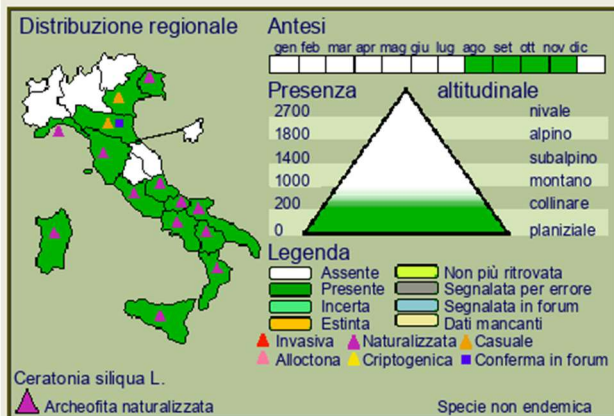 Distribuzione regionale
Antesi
gen feb mar apr mag giu lug ago set ott nov dic
Presenza altitudinale
2700 nivale
1800 alpino
1400 subalpino
1000 montano
200 collinare
0 planiziale
Legenda
Assente Non più ritrovata
Presente Segnalata per errore
Incerta Segnalata in forum
Estinta Dati mancanti
Invasiva Naturalizzata Casuale
Alloctona Criptogenica Conferma in forum
Ceratonia siliqua L.
Archeofita naturalizzata
Specie non endemica